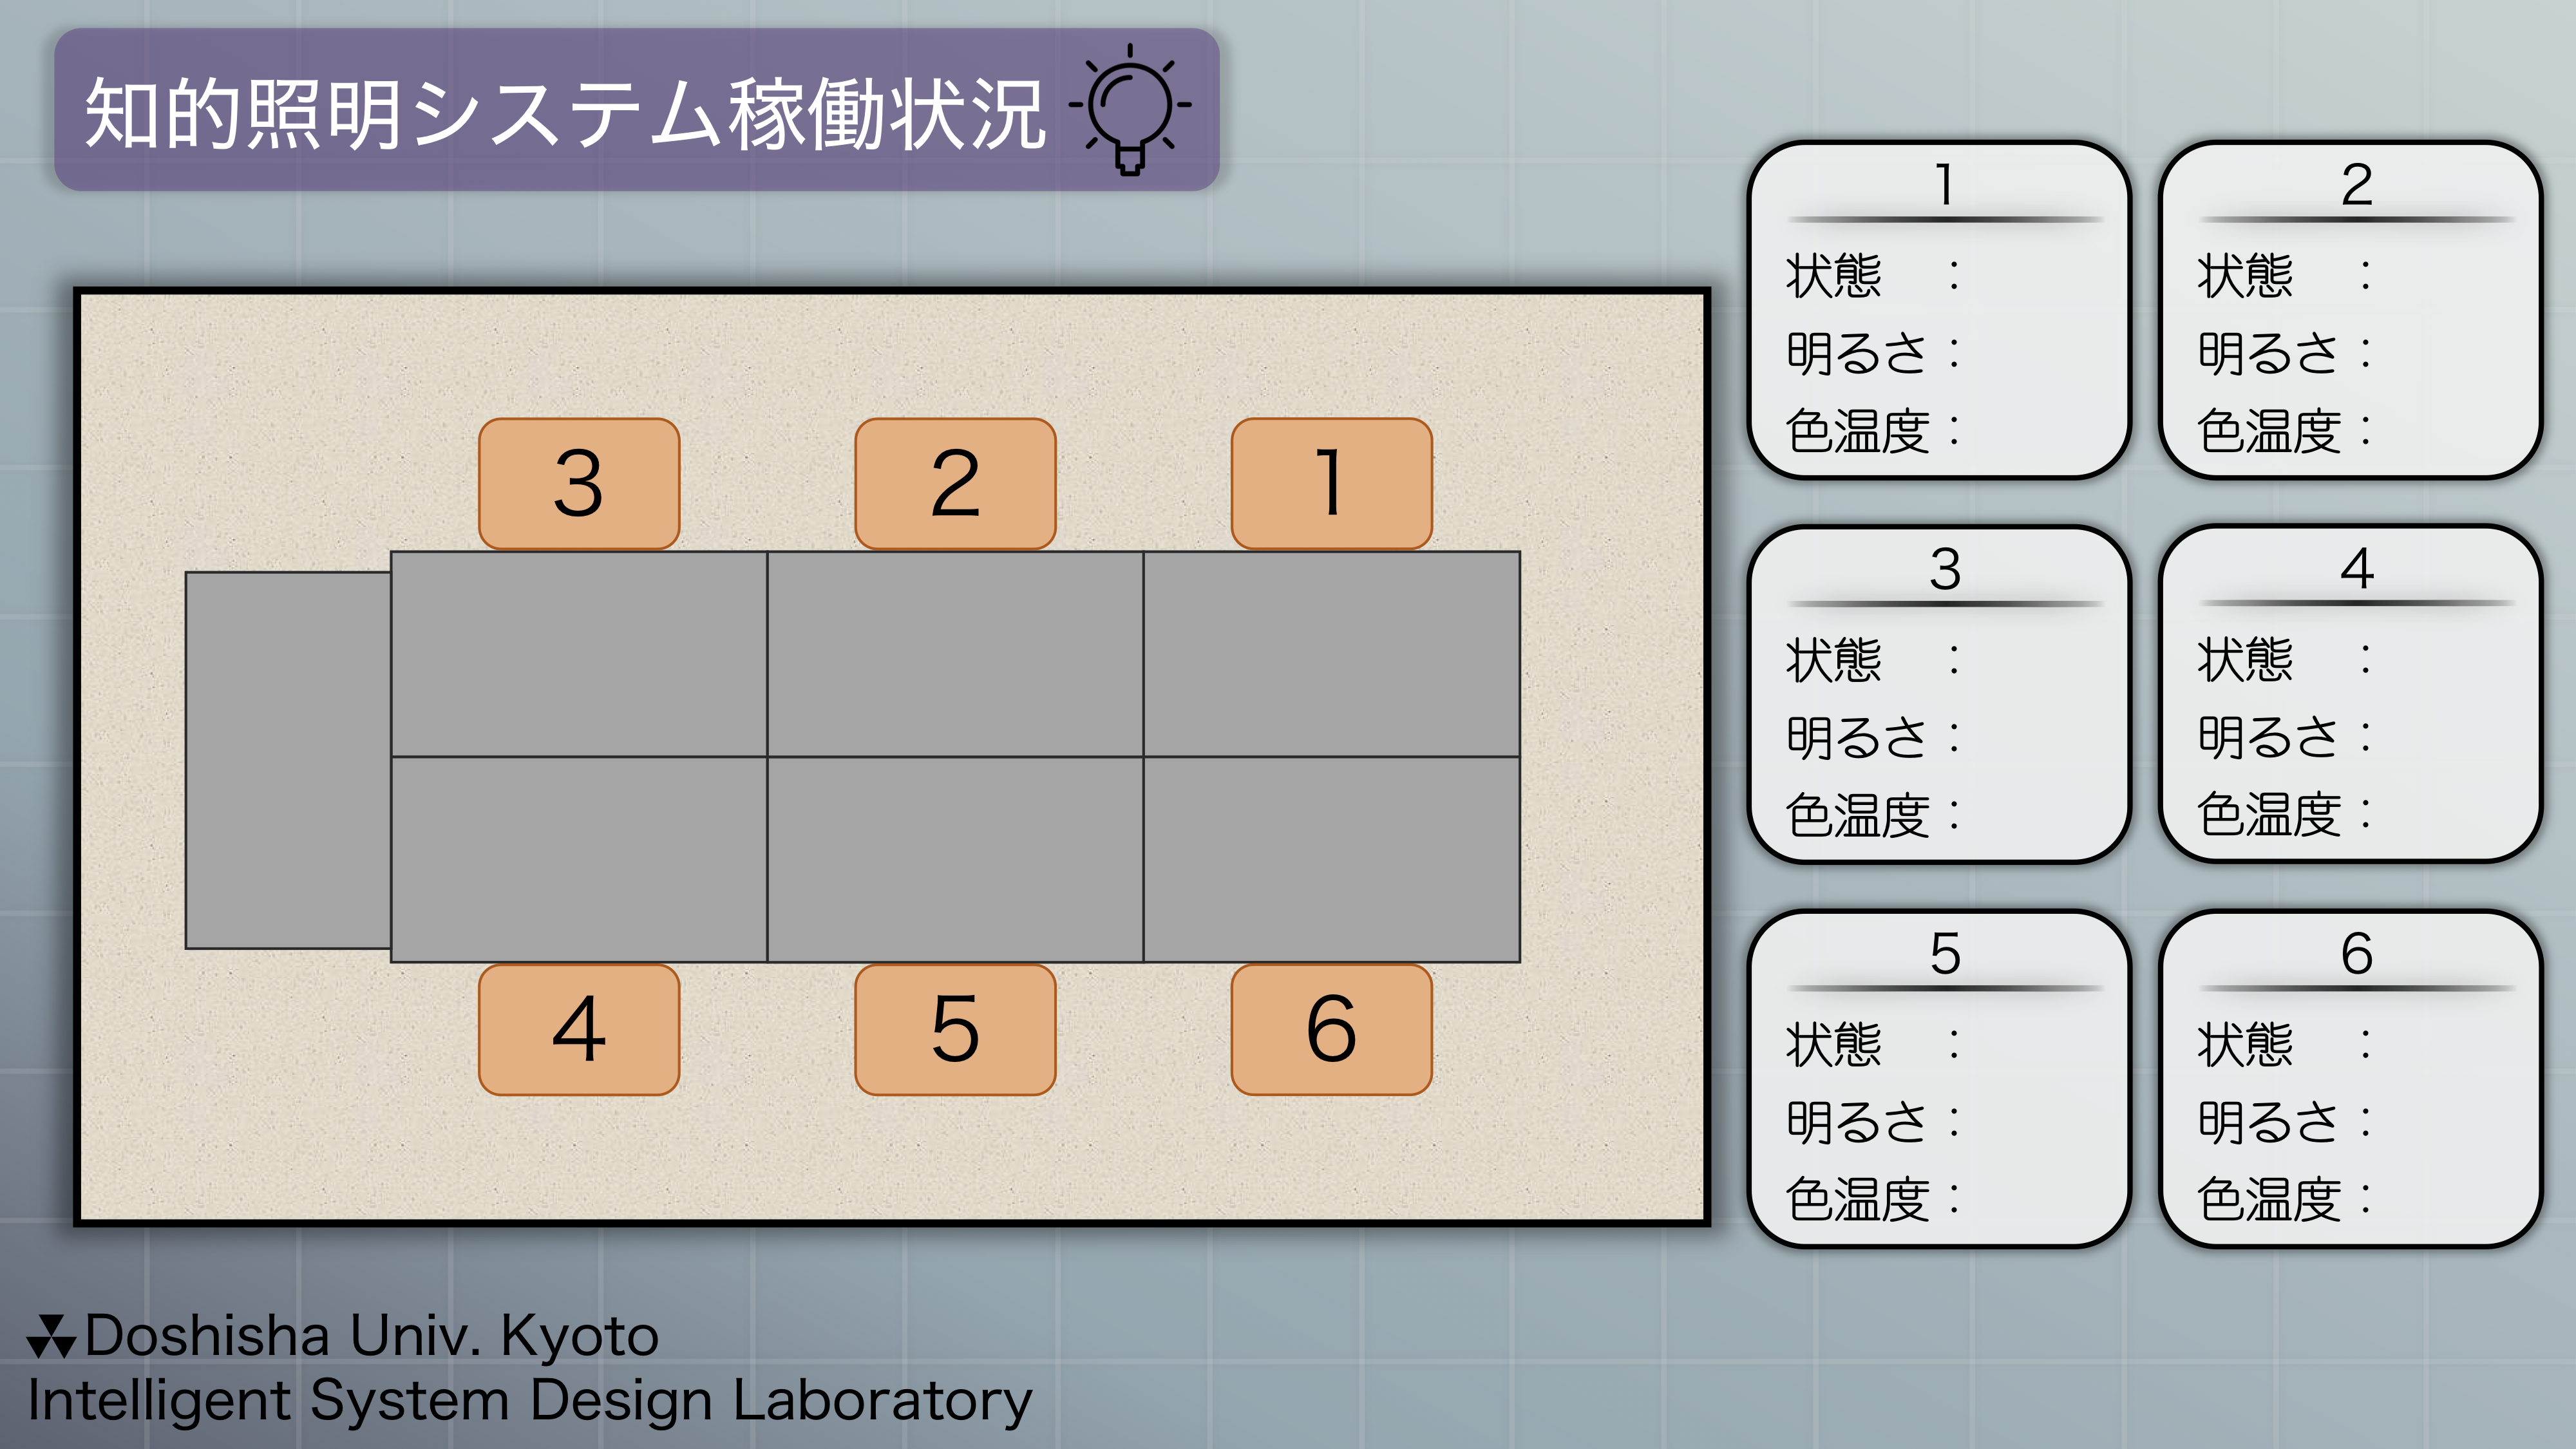 知的照明システム稼働状況
3
2
1
4
5
6
1
状態 :
明るさ :
色温度 :
2
状態 :
明るさ :
色温度 :
3
状態 :
明るさ :
色温度 :
4
状態 :
明るさ :
色温度 :
5
状態 :
明るさ :
色温度 :
6
状態 :
明るさ :
色温度 :
Doshisha Univ. Kyoto
Intelligent System Design Laboratory